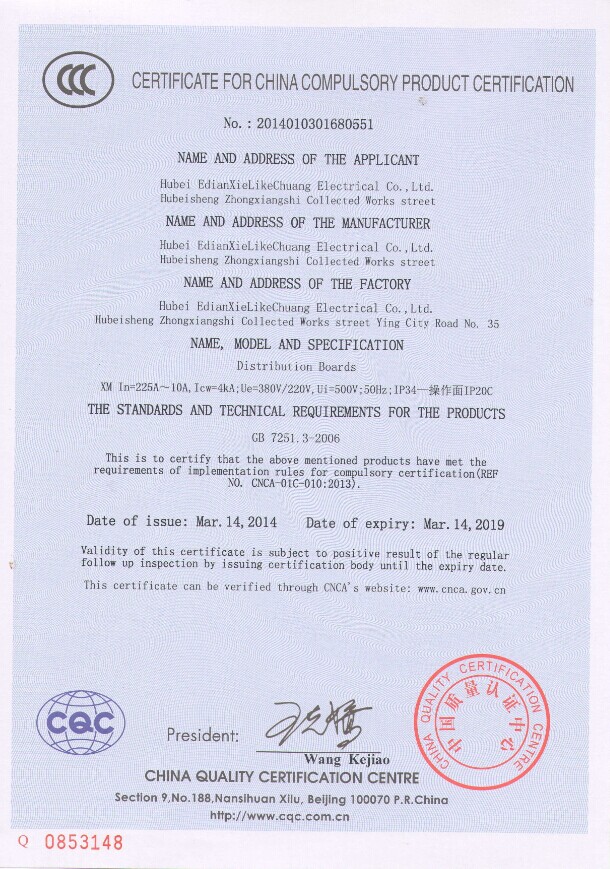 CERTIFICATE FOR CHINA COMPULSORY PRODUCT CERTIFICATION
No.: 2014010301680551
NAME AND ADDRESS OF THE APPLICANT
Hubei EdianXieLikeChuang Electrical Co.,Ltd.
Hubeisheng Zhongxiangshi Collected Works street
NAME AND ADDRESS OF THE MANUFACTURER
Hubei EdianXieLikeChuang Electrical Co.,Ltd.
Hubeisheng Zhongxiangshi Collected Works street
NAME AND ADDRESS OF THE FACTORY
Hubei EdianXieLikeChuang Electrical Co.,Ltd.
Hubeisheng Zhongxiangshi Collected Works street Ying City Road No. 35
NAME, MODEL AND SPECIFICATION
Distribution Boards
XM In=225A～10A,Icw=4kA;Ue=380V/220V,Ui=500V;50Hz;IP34—操作面IP20C
THE STANDARDS AND TECHNICAL REQUIREMENTS FOR THE PRODUCTS
GB 7251.3-2006
This is to certify that the above mentioned products have met the
requirements of implementation rules for compulsory certification(REF
NO. CNCA-01C-010:2013).
Date of issue: Mar.14,2014 Date of expiry: Mar.14,2019
Validity of this certificate is subject to positive result of the regular
follow up inspection by issuing certification body until the expiry date.
This certificate can be verified through CNCA's website: www.cnca.gov.cn
CHINA QUALITY CERTIFICATION CENTRE
中国质量认证中心
CQC
President:
Wang Kejiao
CHINA QUALITY CERTIFICATION CENTRE
Section 9,No.188,Nansihuan Xilu, Beijing 100070 P.R.China
http://www.cqc.com.cn
Q 0853148